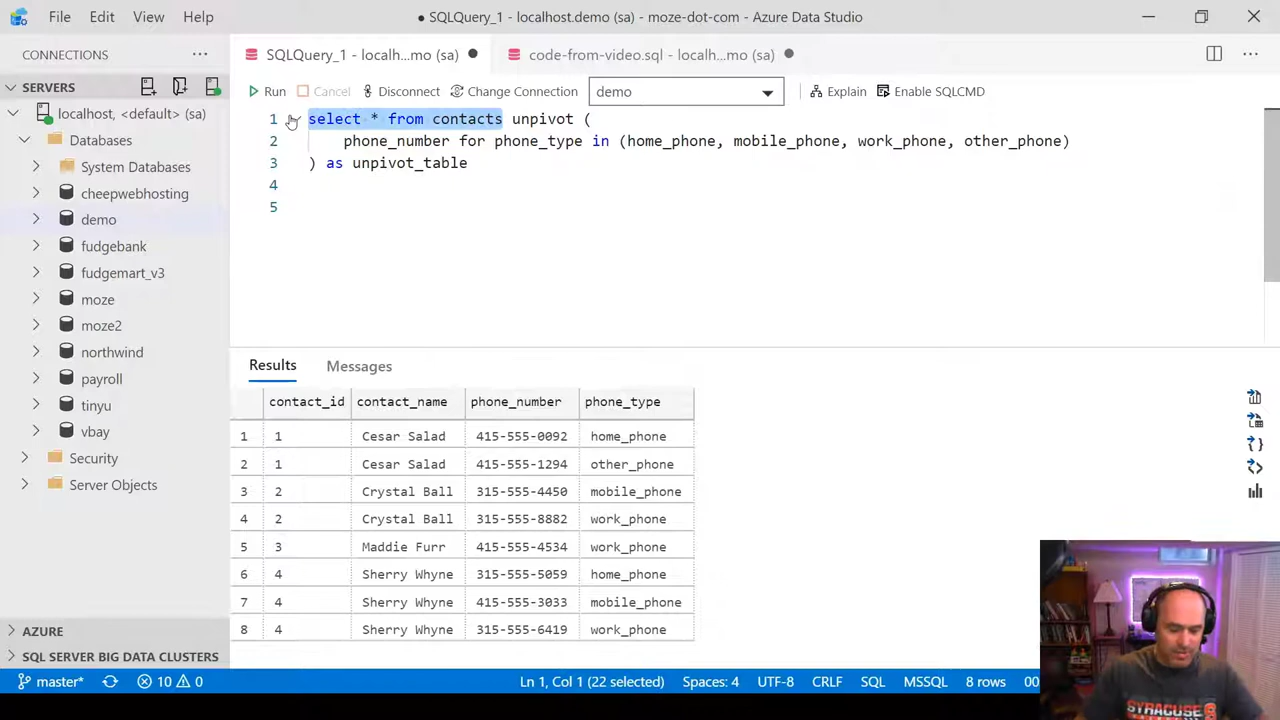 File Edit View Help
● SQLQuery_1 - localhost.demo (sa) - moze-dot-com - Azure Data Studio
CONNECTIONS
SERVERS
localhost, <default> (sa)
Databases
System Databases
cheepwebhosting
demo
fudgebank
fudgemart_v3
moze
moze2
northwind
payroll
tinyu
vbay
Security
Server Objects
AZURE
SQL SERVER BIG DATA CLUSTERS
SQLQuery_1 - localh...mo (sa) ●
code-from-video.sql - localh...mo (sa) ●
Run Cancel Disconnect Change Connection demo Explain Enable SQLCMD
1 select * from contacts unpivot (
2 phone_number for phone_type in (home_phone, mobile_phone, work_phone, other_phone)
3 ) as unpivot_table
4
5
Results Messages
contact_id contact_name phone_number phone_type
1 1 Cesar Salad 415-555-0092 home_phone
2 1 Cesar Salad 415-555-1294 other_phone
3 2 Crystal Ball 315-555-4450 mobile_phone
4 2 Crystal Ball 315-555-8882 work_phone
5 3 Maddie Furr 415-555-4534 work_phone
6 4 Sherry Whyne 315-555-5059 home_phone
7 4 Sherry Whyne 415-555-3033 mobile_phone
8 4 Sherry Whyne 315-555-6419 work_phone
master* 10 0 Ln 1, Col 1 (22 selected) Spaces: 4 UTF-8 CRLF SQL MSSQL 8 rows 00
SYRACUSE